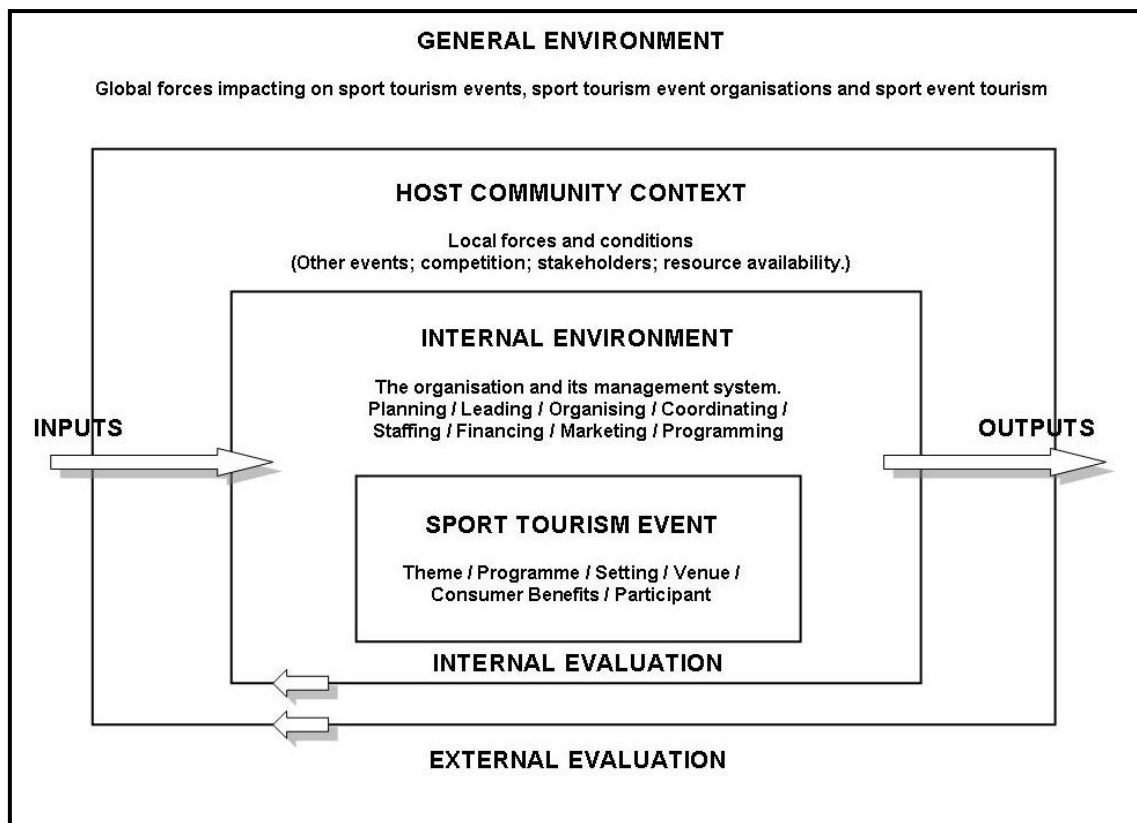 GENERAL ENVIRONMENT
Global forces impacting on sport tourism events, sport tourism event organisations and sport event tourism
HOST COMMUNITY CONTEXT
Local forces and conditions
(Other events; competition; stakeholders; resource availability.)
INTERNAL ENVIRONMENT
The organisation and its management system.
Planning / Leading / Organising / Coordinating /
Staffing / Financing / Marketing / Programming
INPUTS
OUTPUTS
SPORT TOURISM EVENT
Theme / Programme / Setting / Venue /
Consumer Benefits / Participant
INTERNAL EVALUATION
EXTERNAL EVALUATION